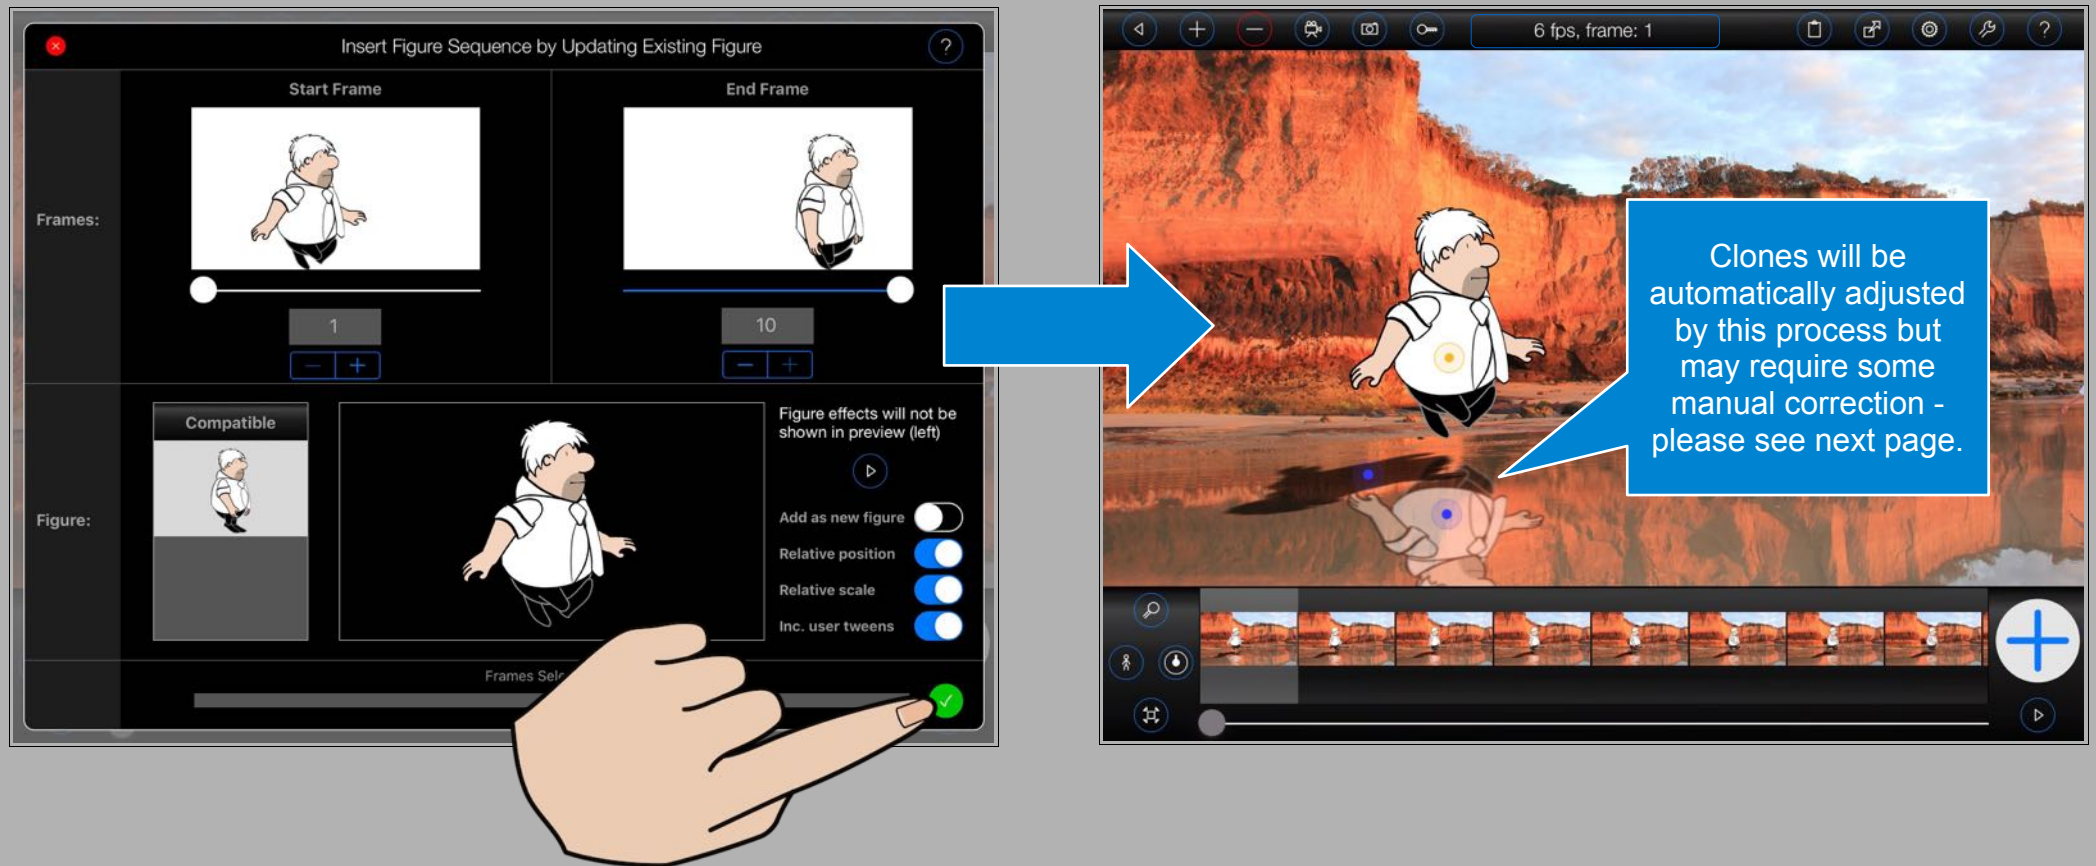 Insert Figure Sequence by Updating Existing Figure
?
Start Frame
End Frame
Frames:
1
10
Compatible
Figure effects will not be
shown in preview (left)
Figure:
Add as new figure
Relative position
Relative scale
Inc. user tweens
Frames Sele
6 fps, frame: 1
?
Clones will be
automatically adjusted
by this process but
may require some
manual correction -
please see next page.